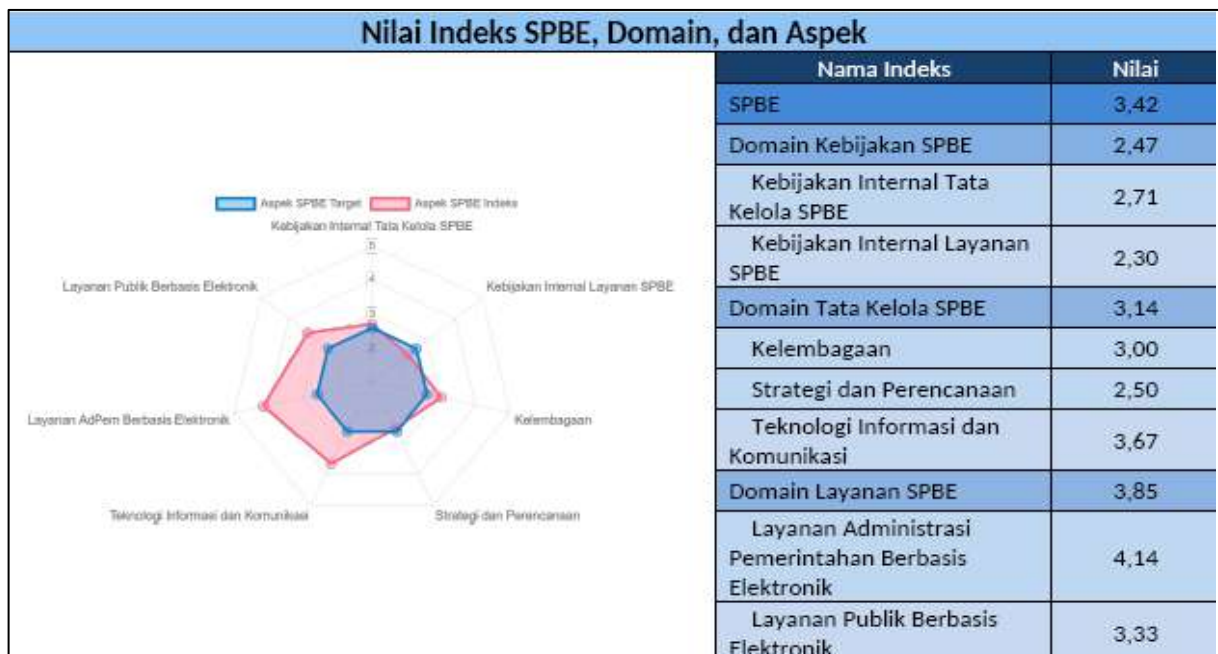 Nilai Indeks SPBE, Domain, dan Aspek
Aspek SPBE Target Aspek SPBE Indeks
Kebijakan Internal Tata Kelola SPBE
5
4
3
2
Layanan Publik Berbasis Elektronik
Kebijakan Internal Layanan SPBE
Layanan AdPem Berbasis Elektronik
Kelembagaan
Teknologi Informasi dan Komunikasi
Strategi dan Perencanaan
Nama Indeks Nilai
SPBE 3,42
Domain Kebijakan SPBE 2,47
Kebijakan Internal Tata
Kelola SPBE 2,71
Kebijakan Internal Layanan
SPBE 2,30
Domain Tata Kelola SPBE 3,14
Kelembagaan 3,00
Strategi dan Perencanaan 2,50
Teknologi Informasi dan
Komunikasi 3,67
Domain Layanan SPBE 3,85
Layanan Administrasi
Pemerintahan Berbasis 4,14
Elektronik
Layanan Publik Berbasis
Elektronik 3,33